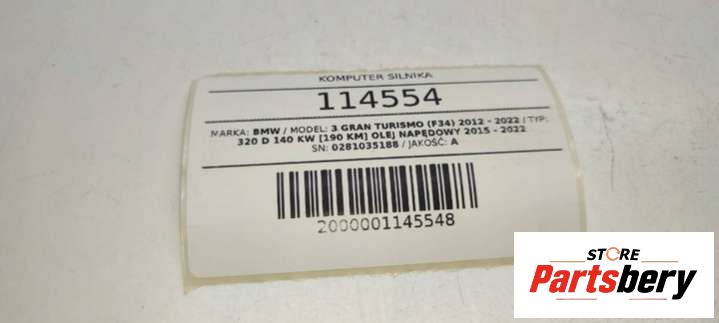 KOMPUTER SILNIKA
114554
MARKA: BMW / MODEL: 3 GRAN TURISMO (F34) 2012 - 2022 / TYP:
320 D 140 KW [190 KM] OLEJ NAPĘDOWY 2015 - 2022
SN: 0281035188 / JAKOŚĆ: A
2000001145548
STORE
Partsbery